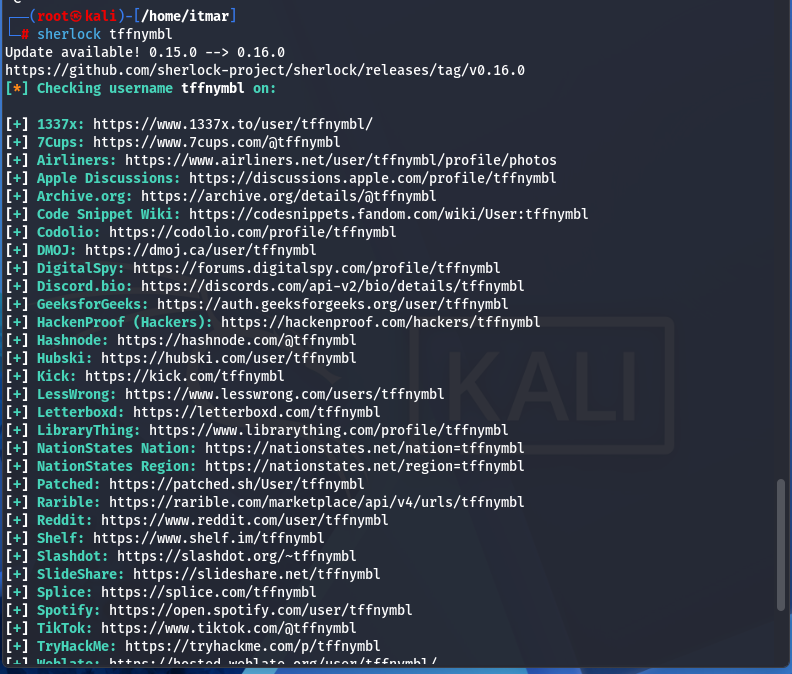 (root㉿kali)-[/home/itmar]
# sherlock tffnymbl
Update available! 0.15.0 --> 0.16.0
https://github.com/sherlock-project/sherlock/releases/tag/v0.16.0
[*] Checking username tffnymbl on:
[+] 1337x: https://www.1337x.to/user/tffnymbl/
[+] 7Cups: https://www.7cups.com/@tffnymbl
[+] Airliners: https://www.airliners.net/user/tffnymbl/profile/photos
[+] Apple Discussions: https://discussions.apple.com/profile/tffnymbl
[+] Archive.org: https://archive.org/details/@tffnymbl
[+] Code Snippet Wiki: https://codesnippets.fandom.com/wiki/User:tffnymbl
[+] Codolio: https://codolio.com/profile/tffnymbl
[+] DMOJ: https://dmoj.ca/user/tffnymbl
[+] DigitalSpy: https://forums.digitalspy.com/profile/tffnymbl
[+] Discord.bio: https://discords.com/api-v2/bio/details/tffnymbl
[+] GeeksforGeeks: https://auth.geeksforgeeks.org/user/tffnymbl
[+] HackenProof (Hackers): https://hackenproof.com/hackers/tffnymbl
[+] Hashnode: https://hashnode.com/@tffnymbl
[+] Hubski: https://hubski.com/user/tffnymbl
[+] Kick: https://kick.com/tffnymbl
[+] LessWrong: https://www.lesswrong.com/users/tffnymbl
[+] Letterboxd: https://letterboxd.com/tffnymbl
[+] LibraryThing: https://www.librarything.com/profile/tffnymbl
[+] NationStates Nation: https://nationstates.net/nation=tffnymbl
[+] NationStates Region: https://nationstates.net/region=tffnymbl
[+] Patched: https://patched.sh/User/tffnymbl
[+] Rarible: https://rarible.com/marketplace/api/v4/urls/tffnymbl
[+] Reddit: https://www.reddit.com/user/tffnymbl
[+] Shelf: https://www.shelf.im/tffnymbl
[+] Slashdot: https://slashdot.org/~tffnymbl
[+] SlideShare: https://slideshare.net/tffnymbl
[+] Splice: https://splice.com/tffnymbl
[+] Spotify: https://open.spotify.com/user/tffnymbl
[+] TikTok: https://www.tiktok.com/@tffnymbl
[+] TryHackMe: https://tryhackme.com/p/tffnymbl
[+] Weblate: https://hosted.weblate.org/user/tffnymbl/
KALI